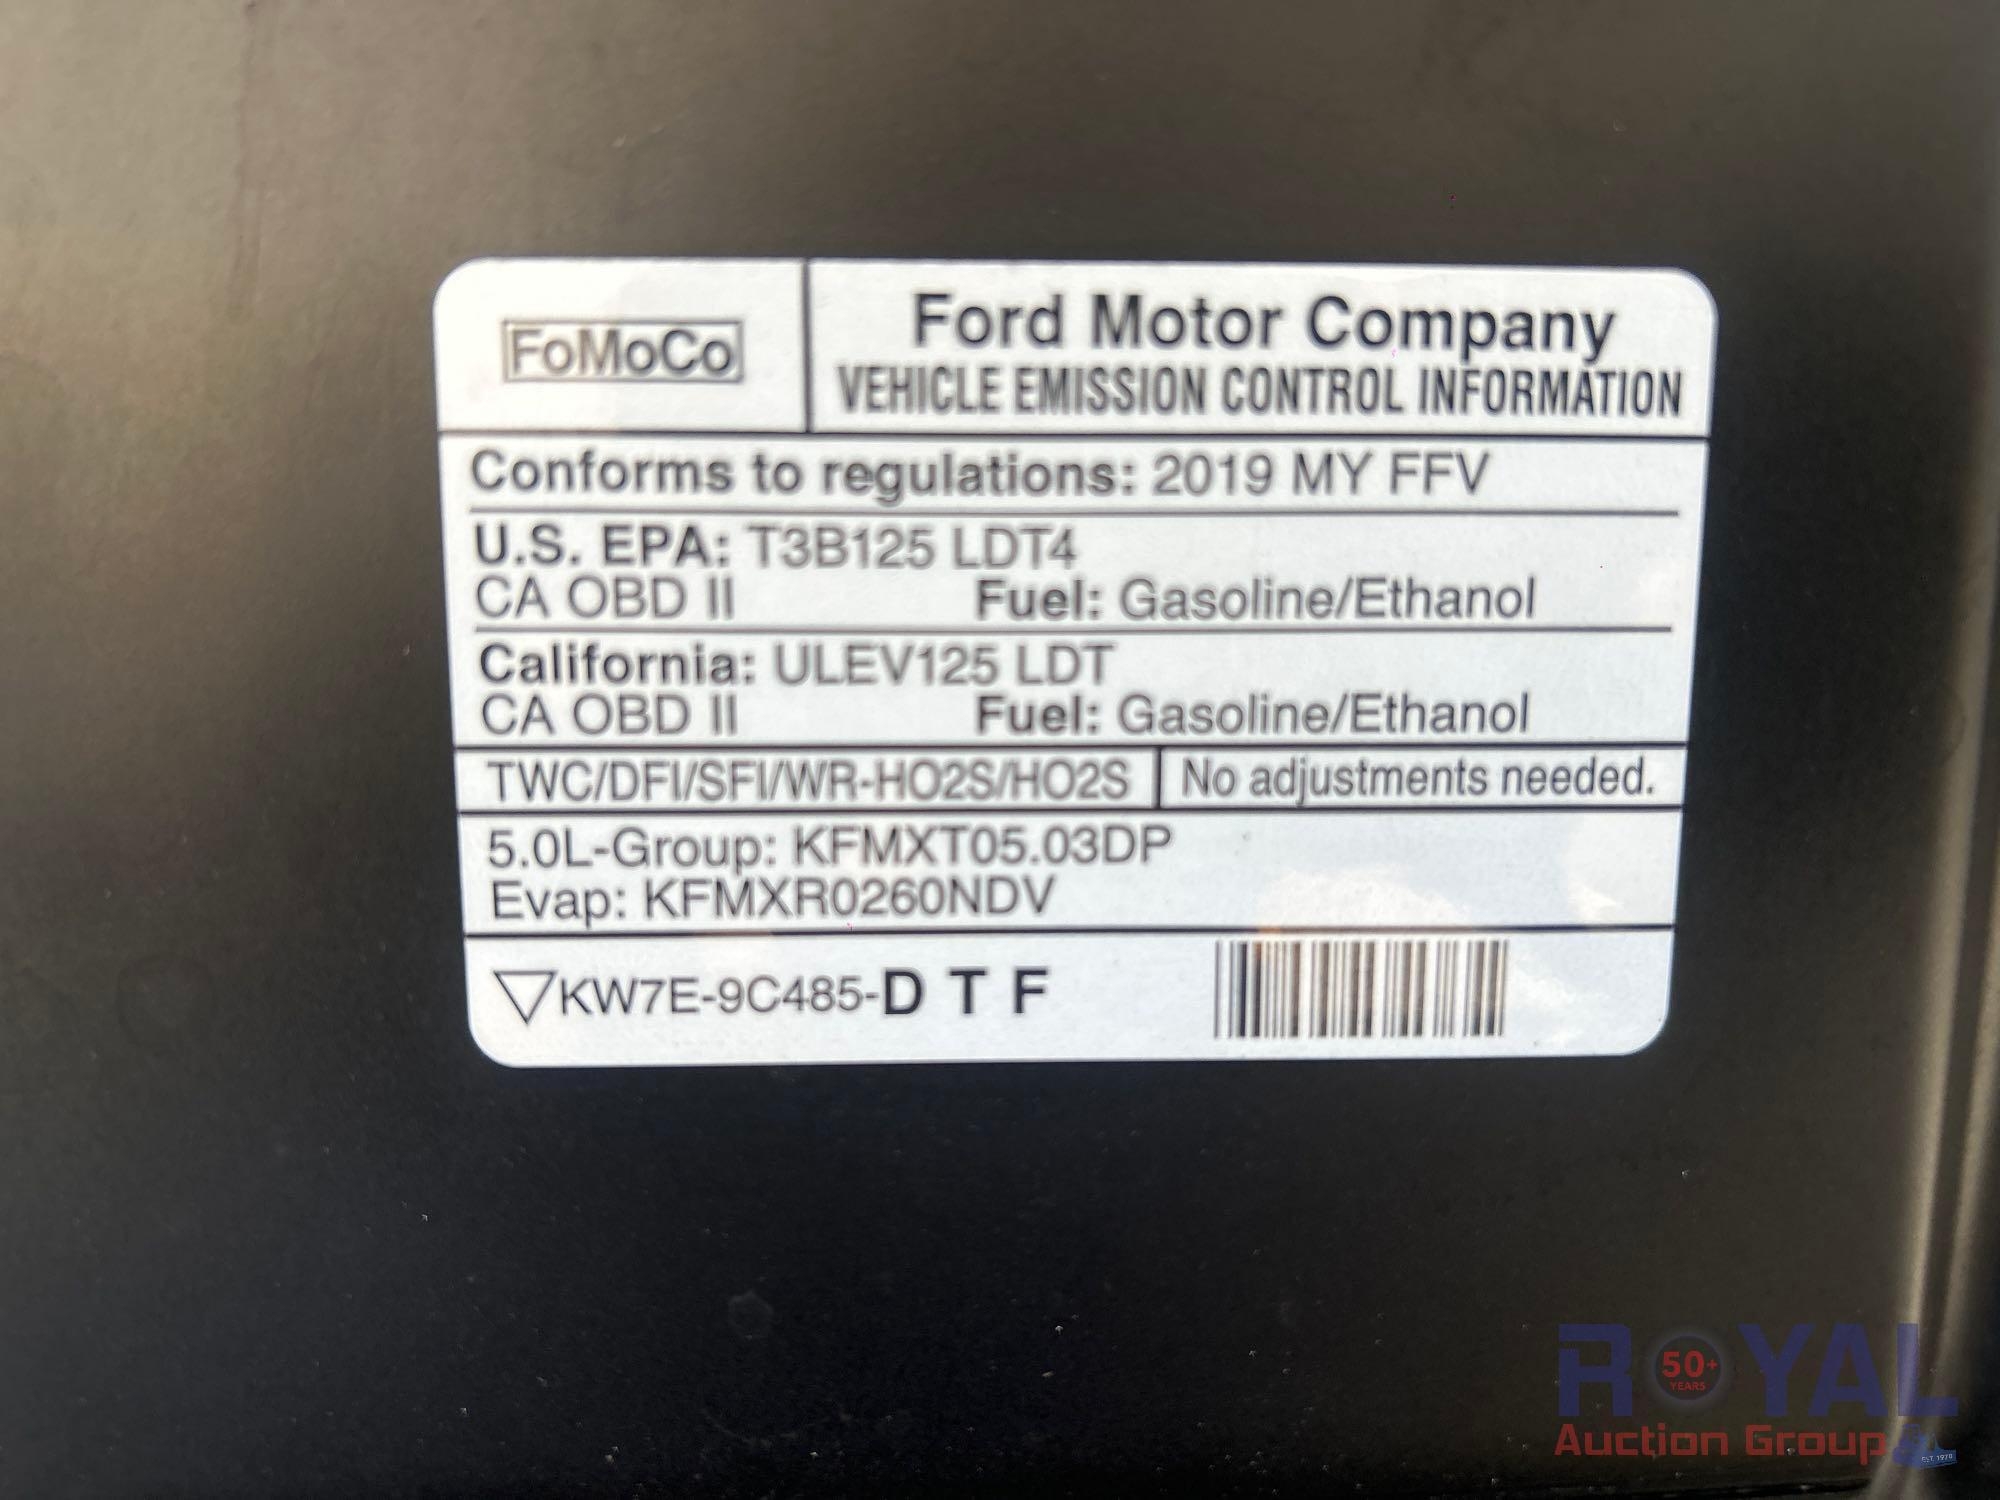 FoMoCo
Ford Motor Company
VEHICLE EMISSION CONTROL INFORMATION
Conforms to regulations: 2019 MY FFV
U.S. EPA: T3B125 LDT4
CA OBD II Fuel: Gasoline/Ethanol
California: ULEV125 LDT
CA OBD II Fuel: Gasoline/Ethanol
TWC/DFI/SFI/WR-HO2S/HO2S No adjustments needed.
5.0L-Group: KFMXT05.03DP
Evap: KFMXR0260NDV
KW7E-9C485-D T F
ROYAL
50+
YEARS
Auction Group
EST. 1970